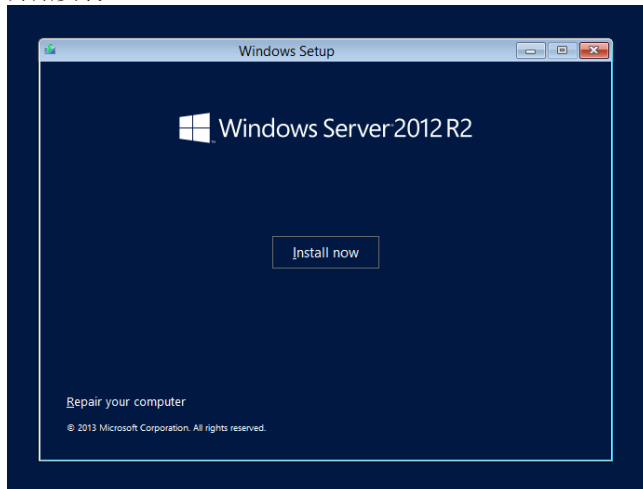 Windows Setup
Windows Server 2012 R2
Install now
Repair your computer
© 2013 Microsoft Corporation. All rights reserved.